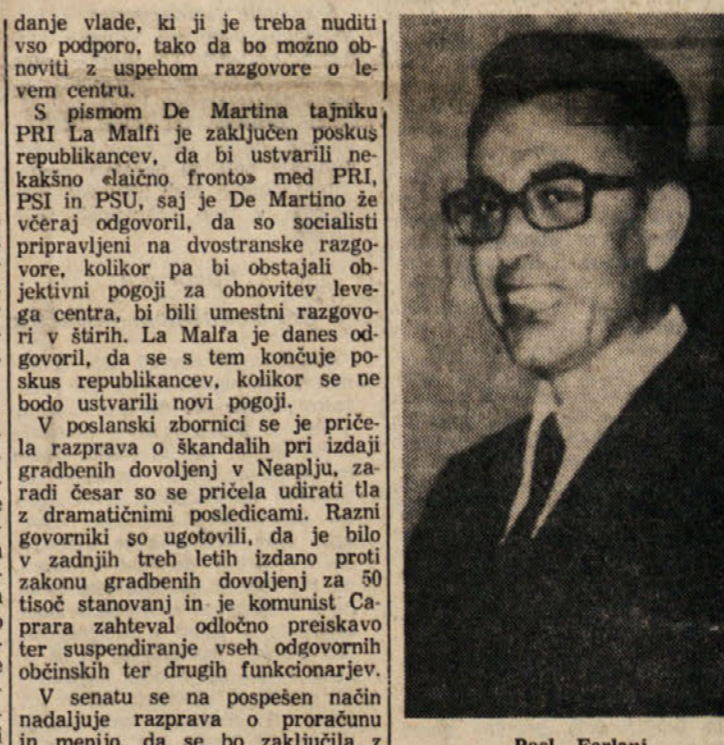 danje vlade, ki ji je treba nuditi
vso podporo, tako da bo možno ob-
noviti z uspehom razgovore o le-
vem centru.
S pismom De Martina tajniku
PRI La Malfi je zaključen poskus
republikancev, da bi ustvarili ne-
kakšno «laično fronto» med PRI,
PSI in PSU, saj je De Martino že
včeraj odgovoril, da so socialisti
pripravljeni na dvostranske razgo-
vore, kolikor pa bi obstajali ob-
jektivni pogoji za obnovitev leve-
ga centra, bi bili umestni razgovo-
ri v štirih. La Malfa je danes od-
govoril, da se s tem končuje po-
skus republikancev, kolikor se ne
bodo ustvarili novi pogoji.
V poslanski zbornici se je priče-
la razprava o škandalih pri izdaji
gradbenih dovoljenj v Neaplju, za-
radi česar so se pričela udirati tla
z dramatičnimi posledicami. Razni
govorniki so ugotovili, da je bilo
v zadnjih treh letih izdano proti
zakonu gradbenih dovoljenj za 50
tisoč stanovanj in je komunist Ca-
prara zahteval odločno preiskavo
ter suspendiranje vseh odgovornih
občinskih ter drugih funkcionarjev.
V senatu se na pospešen način
nadaljuje razprava o proračunu
in menijo, da se bo zaključila z